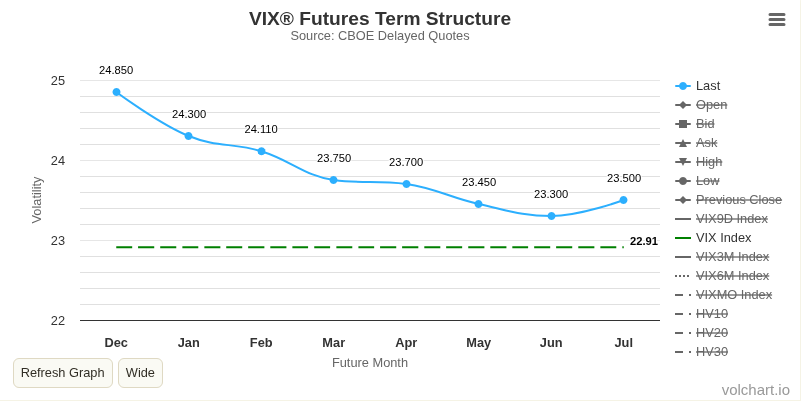 VIX® Futures Term Structure
Source: CBOE Delayed Quotes
Volatility
25
24
23
22
24.850
24.300
24.110
23.750
23.700
23.450
23.300
23.500
22.91
Dec Jan Feb Mar Apr May Jun Jul
Future Month
Last
Open
Bid
Ask
High
Low
Previous Close
VIX9D Index
VIX Index
VIX3M Index
VIX6M Index
VIXMO Index
HV10
HV20
HV30
Refresh Graph Wide
volchart.io